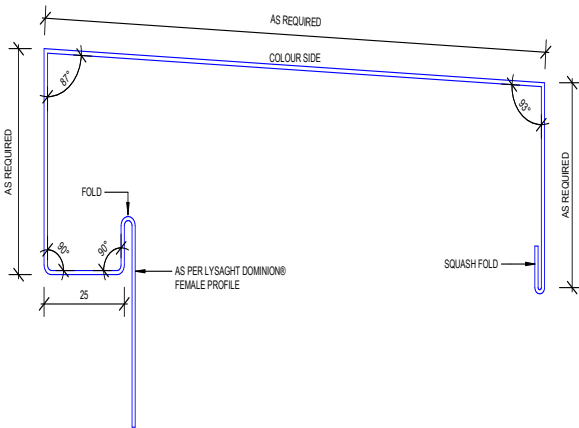 AS REQUIRED
COLOUR SIDE
87°
93°
AS REQUIRED
AS REQUIRED
FOLD
90°
90°
SQUASH FOLD
AS PER LYSAGHT DOMINION®
FEMALE PROFILE
25